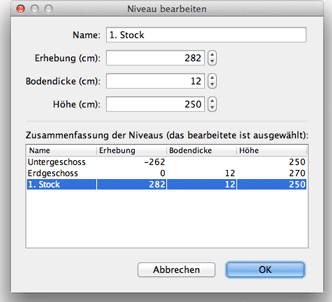 Niveau bearbeiten
Name: 1. Stock
Erhebung (cm): 282
Bodendicke (cm): 12
Höhe (cm): 250
Zusammenfassung der Niveaus (das bearbeitete ist ausgewählt):
Name Erhebung Bodendicke Höhe
Untergeschoss -262 250
Erdgeschoss 0 12 270
1. Stock 282 12 250
Abbrechen OK